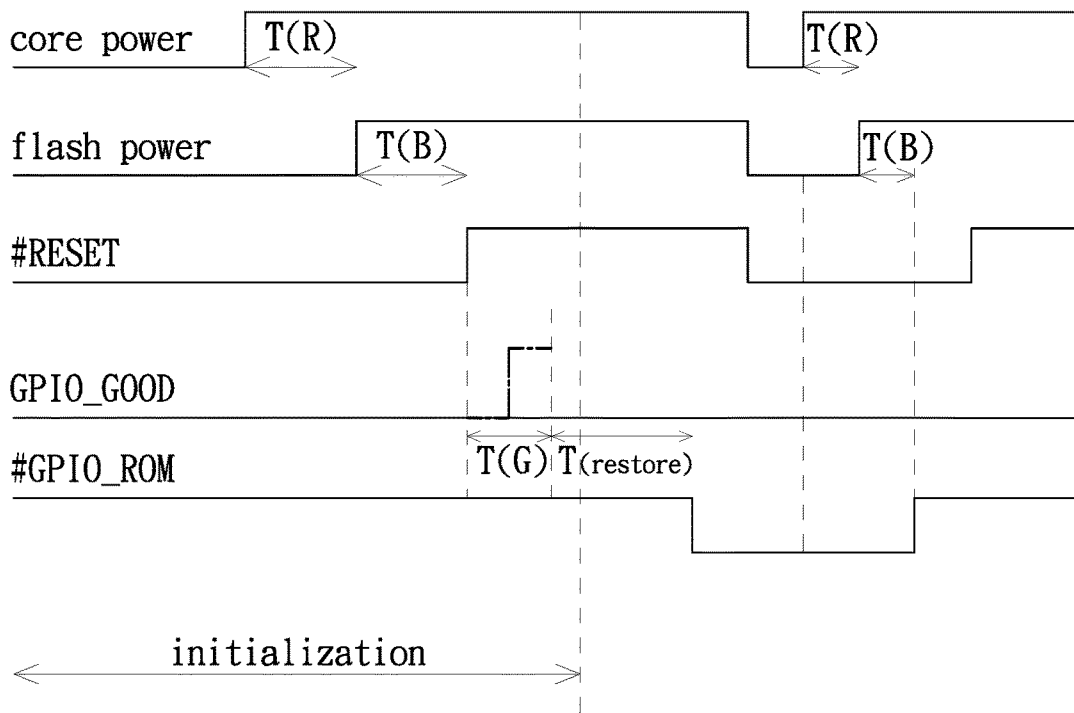 core power T(R) T(R)
flash power T(B) T(B)
#RESET
GPIO_GOOD
#GPIO_ROM T(G) T(restore)
initialization